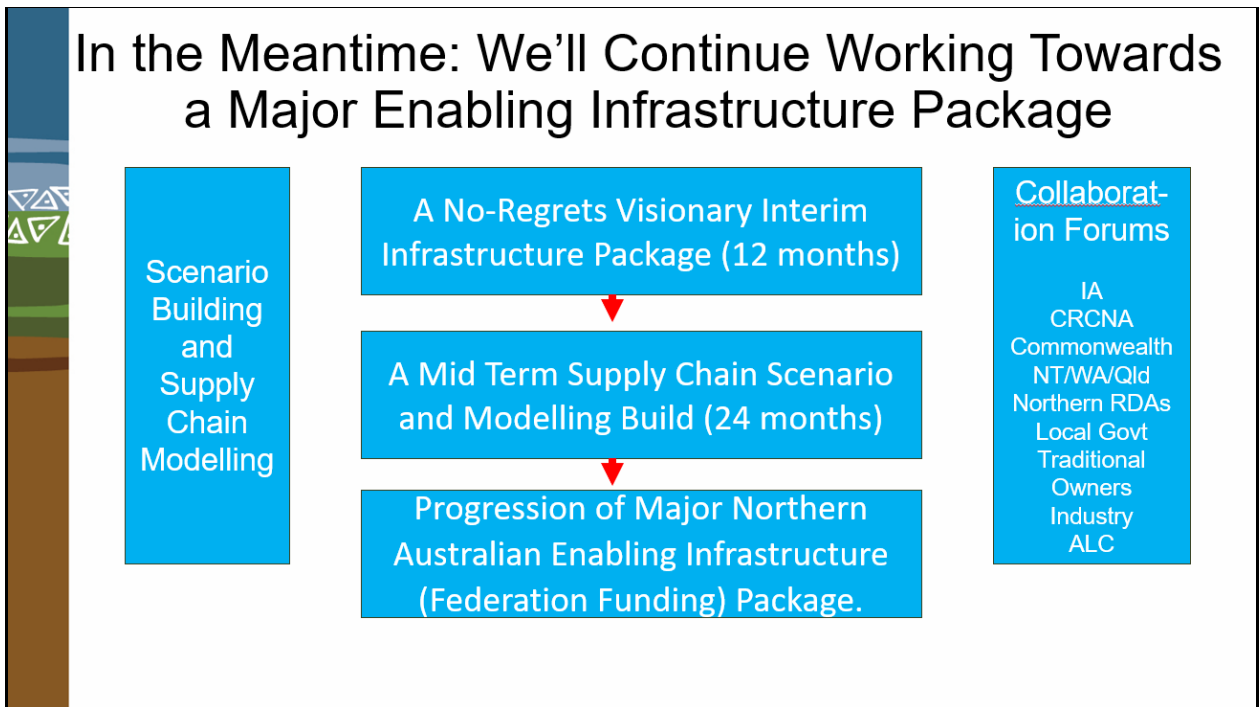 In the Meantime: We'll Continue Working Towards
a Major Enabling Infrastructure Package
Scenario
Building
and
Supply
Chain
Modelling
A No-Regrets Visionary Interim
Infrastructure Package (12 months)
A Mid Term Supply Chain Scenario
and Modelling Build (24 months)
Progression of Major Northern
Australian Enabling Infrastructure
(Federation Funding) Package.
Collaborat-
ion Forums
IA
CRCNA
Commonwealth
NT/WA/Qld
Northern RDAs
Local Govt
Traditional
Owners
Industry
ALC